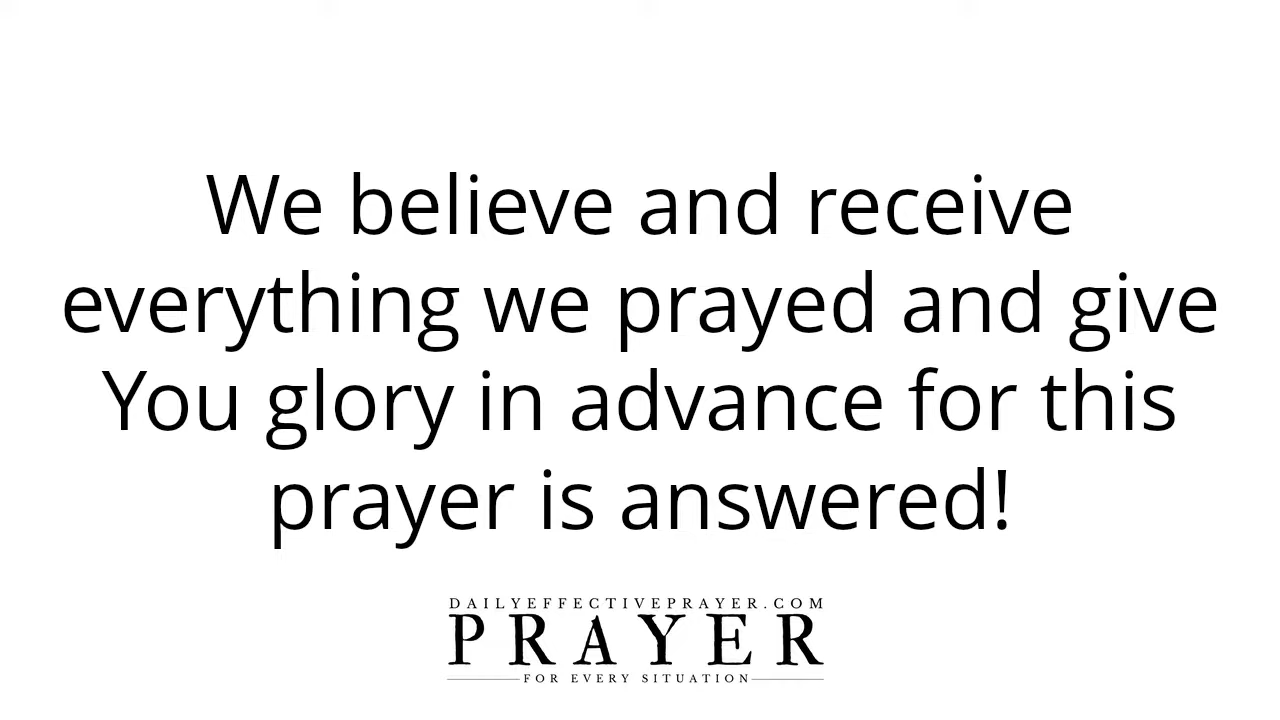 We believe and receive
everything we prayed and give
You glory in advance for this
prayer is answered!
DAILYEFFECTIVEPRAYER.COM
PRAYER
FOR EVERY SITUATION